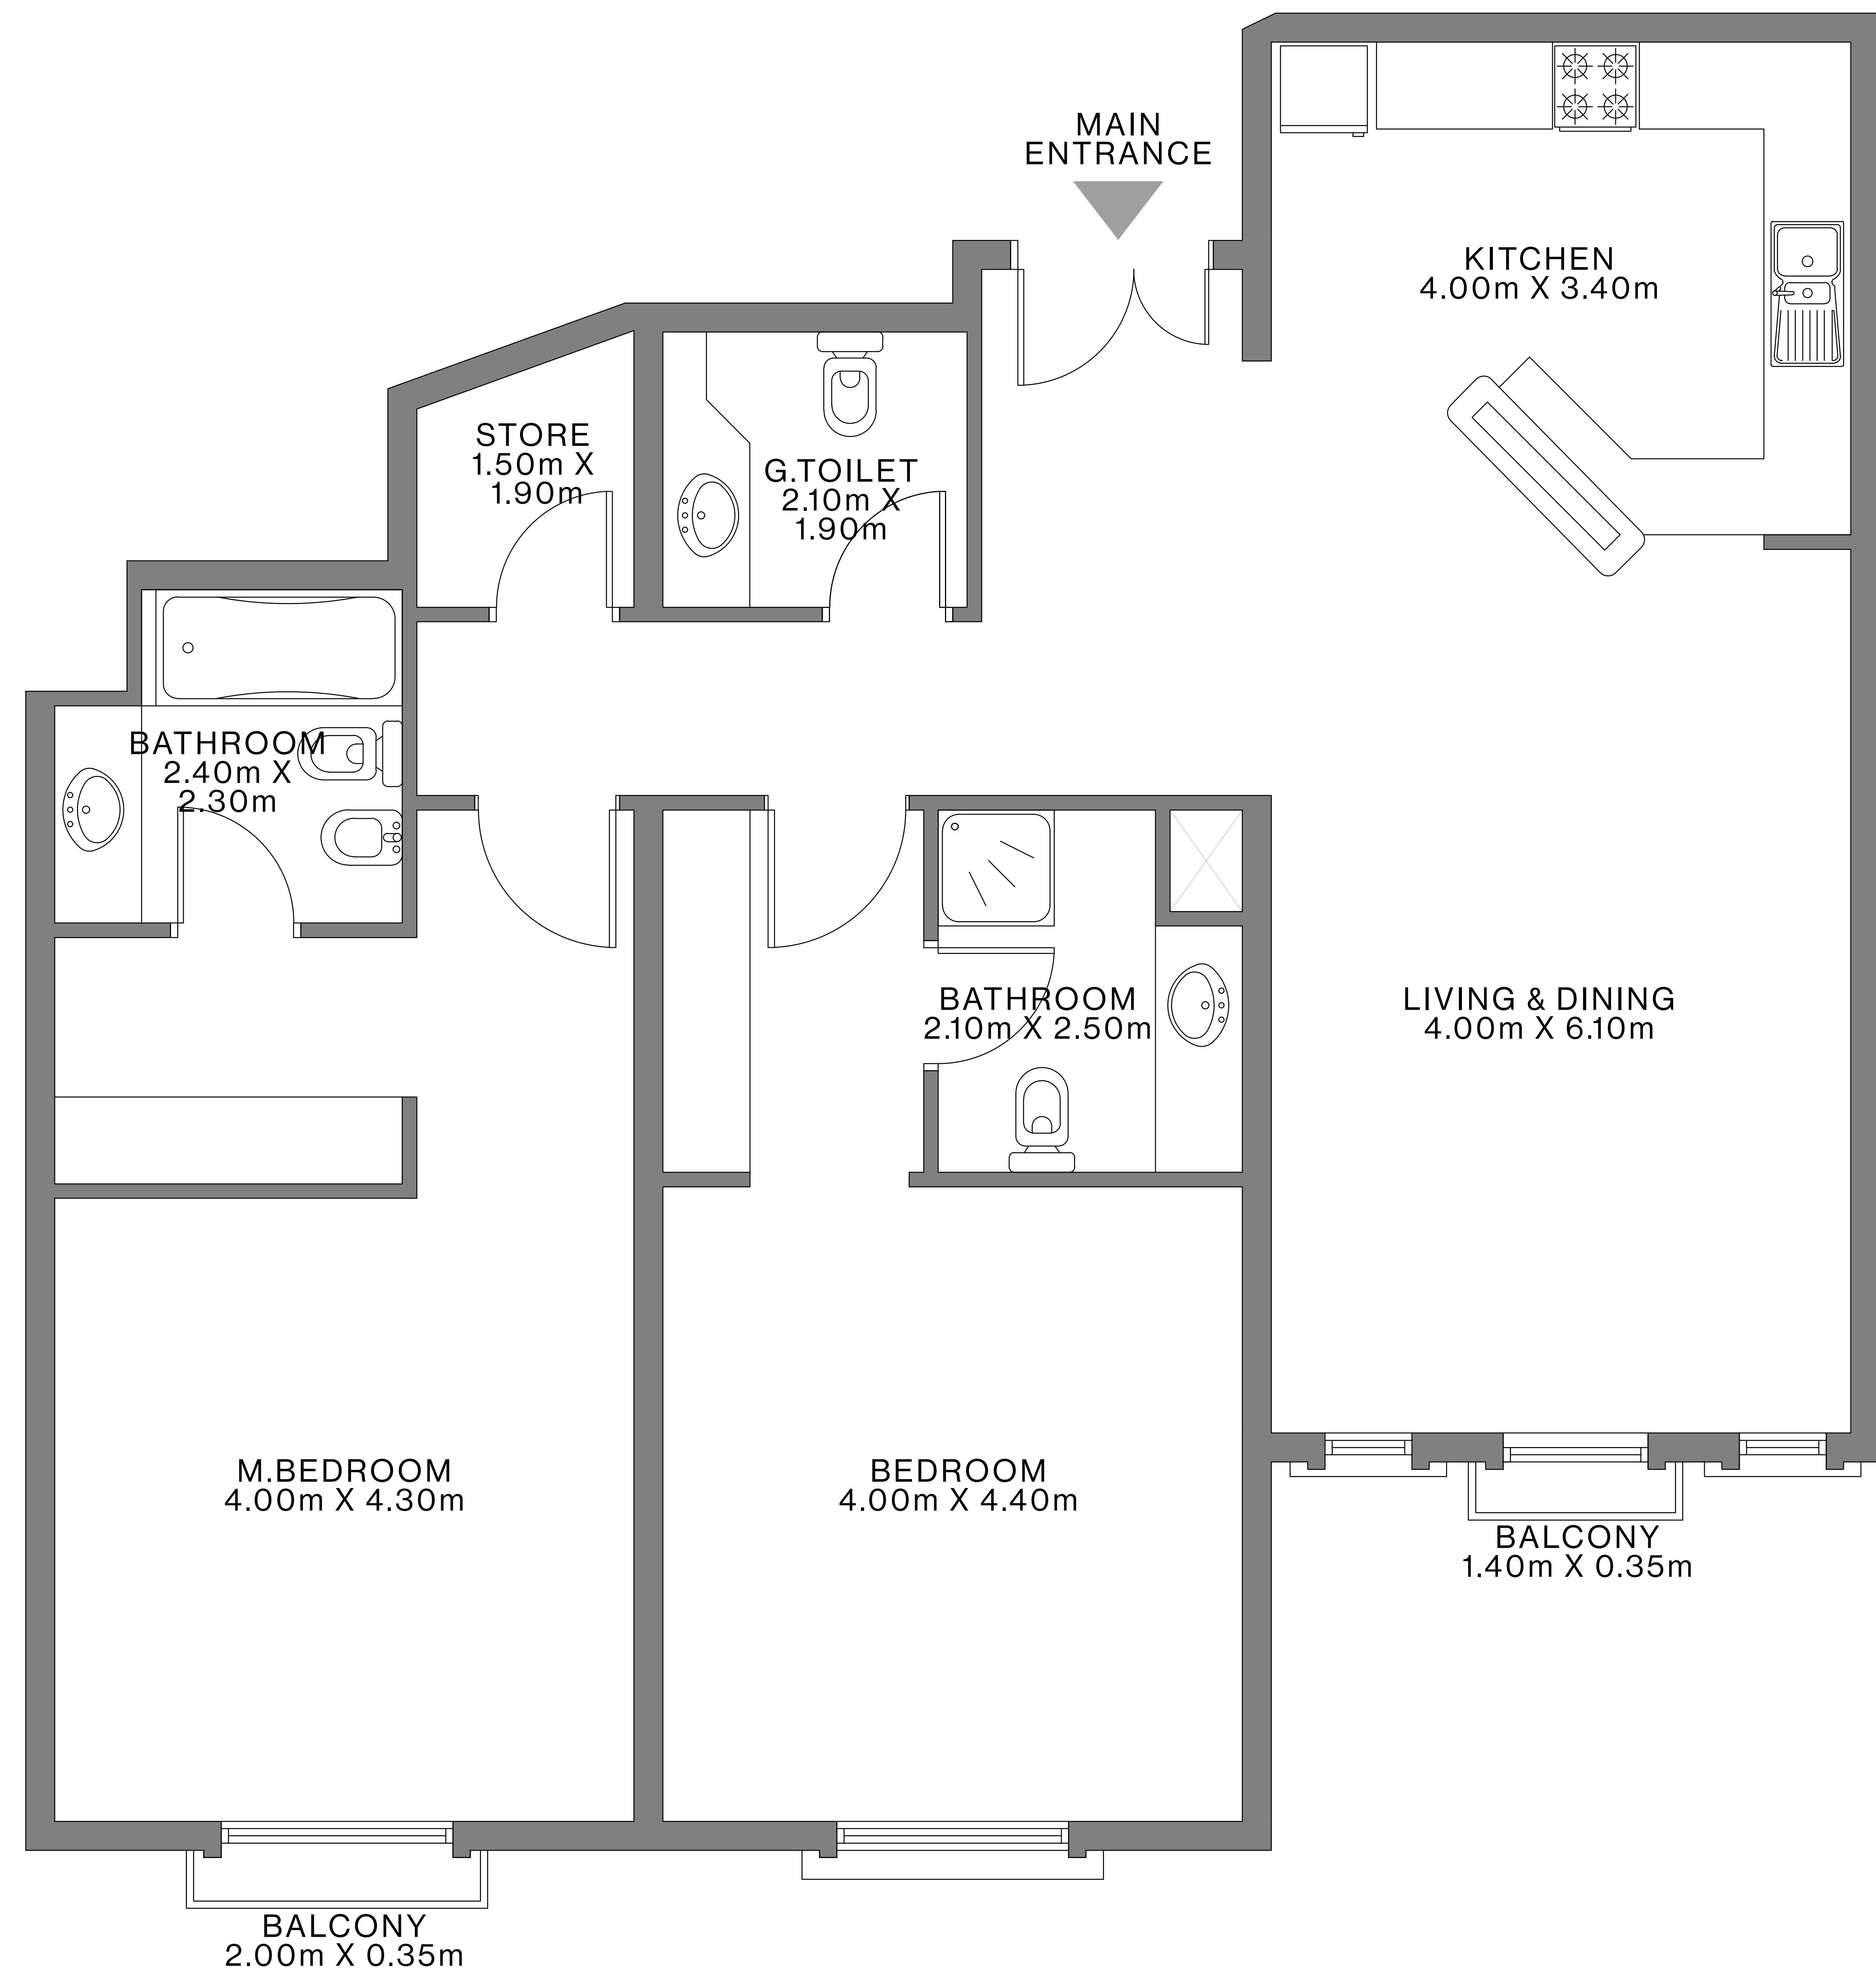 MAIN
ENTRANCE
KITCHEN
4.00m X 3.40m
STORE
1.50m X
1.90m
G.TOILET
2.10m X
1.90m
BATHROOM
2.40m X
2.30m
BATHROOM
2.10m X 2.50m
LIVING & DINING
4.00m X 6.10m
M.BEDROOM
4.00m X 4.30m
BEDROOM
4.00m X 4.40m
BALCONY
1.40m X 0.35m
BALCONY
2.00m X 0.35m